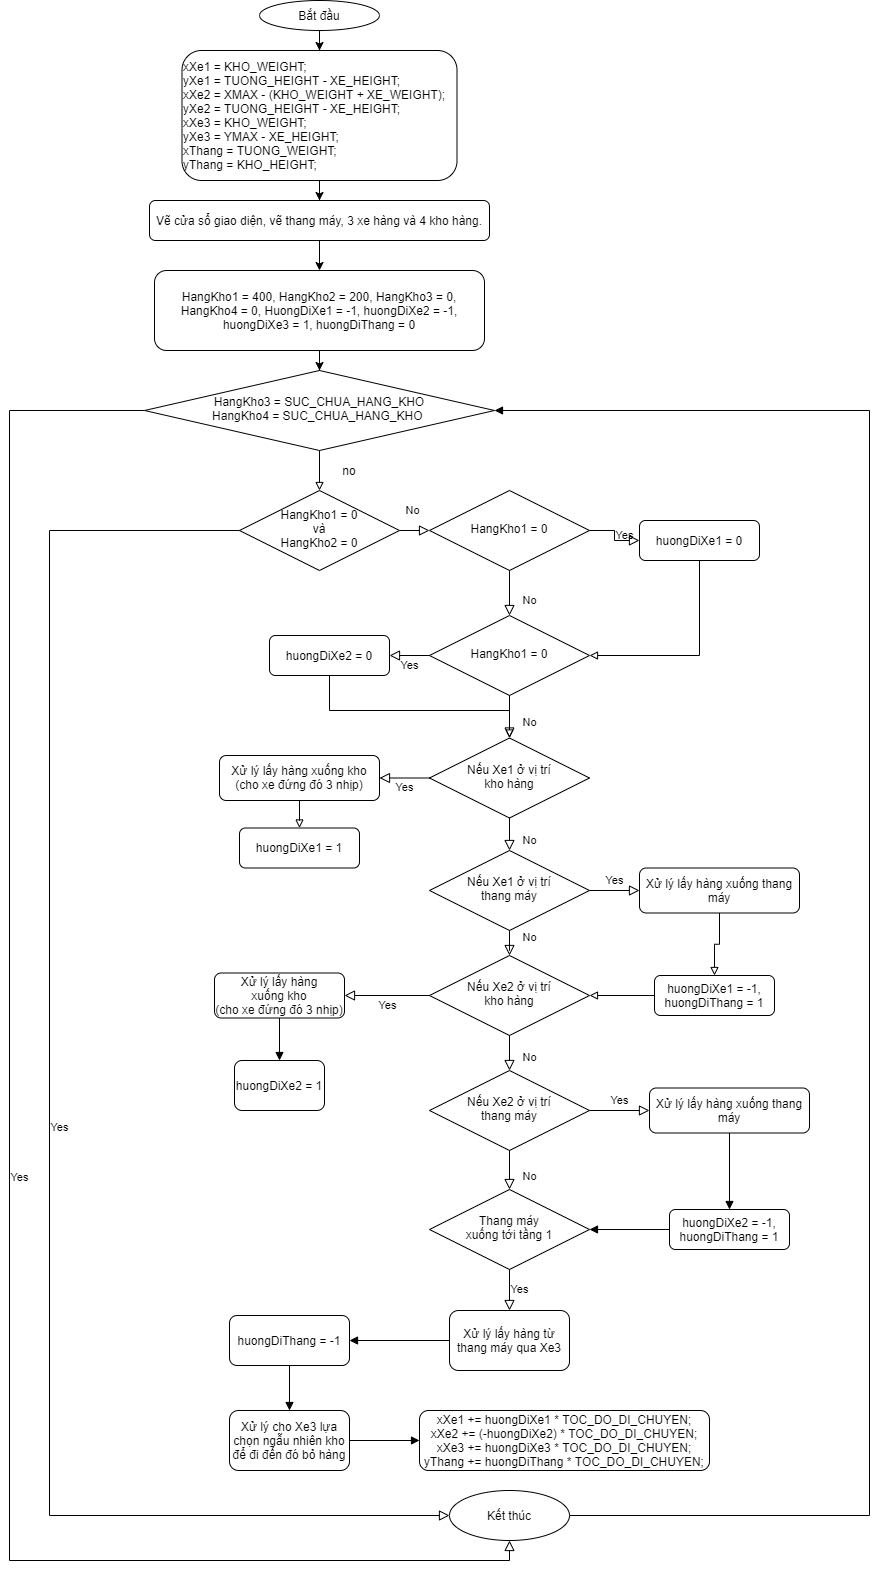 Bắt đầu
xXe1 = KHO_WEIGHT;
yXe1 = TUONG_HEIGHT - XE_HEIGHT;
xXe2 = XMAX - (KHO_WEIGHT + XE_WEIGHT);
yXe2 = TUONG_HEIGHT - XE_HEIGHT;
xXe3 = KHO_WEIGHT;
yXe3 = YMAX - XE_HEIGHT;
xThang = TUONG_WEIGHT;
yThang = KHO_HEIGHT;
Vẽ cửa sổ giao diện, vẽ thang máy, 3 xe hàng và 4 kho hàng.
HangKho1 = 400, HangKho2 = 200, HangKho3 = 0,
HangKho4 = 0, HuongDiXe1 = -1, huongDiXe2 = -1,
huongDiXe3 = 1, huongDiThang = 0
HangKho3 = SUC_CHUA_HANG_KHO
HangKho4 = SUC_CHUA_HANG_KHO
no
HangKho1 = 0
và
HangKho2 = 0
No
HangKho1 = 0
Yes
huongDiXe1 = 0
No
HangKho1 = 0
Yes
huongDiXe2 = 0
No
Nếu Xe1 ở vị trí
kho hàng
Yes
Xử lý lấy hàng xuống kho
(cho xe đứng đó 3 nhịp)
huongDiXe1 = 1
No
Nếu Xe1 ở vị trí
thang máy
Yes
Xử lý lấy hàng xuống thang
máy
huongDiXe1 = -1,
huongDiThang = 1
No
Nếu Xe2 ở vị trí
kho hàng
Yes
Xử lý lấy hàng
xuống kho
(cho xe đứng đó 3 nhịp)
huongDiXe2 = 1
No
Nếu Xe2 ở vị trí
thang máy
Yes
Xử lý lấy hàng xuống thang
máy
huongDiXe2 = -1,
huongDiThang = 1
No
Thang máy
xuống tới tầng 1
Yes
Xử lý lấy hàng từ
thang máy qua Xe3
huongDiThang = -1
Xử lý cho Xe3 lựa
chọn ngẫu nhiên kho
để đi đến đó bỏ hàng
xXe1 += huongDiXe1 * TOC_DO_DI_CHUYEN;
xXe2 += (-huongDiXe2) * TOC_DO_DI_CHUYEN;
xXe3 += huongDiXe3 * TOC_DO_DI_CHUYEN;
yThang += huongDiThang * TOC_DO_DI_CHUYEN;
Yes
Yes
Kết thúc